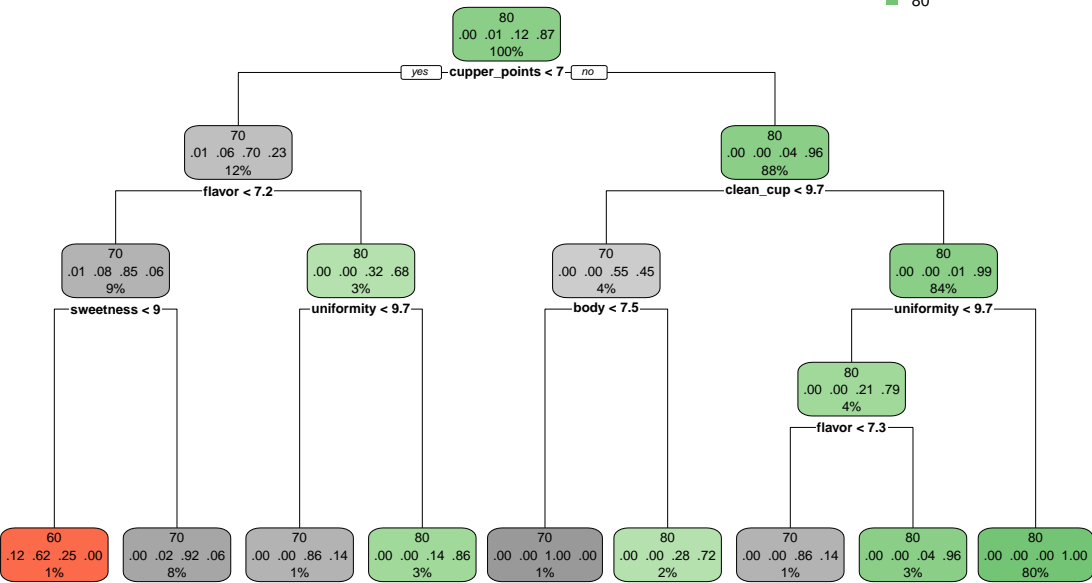 80
80
.00 .01 .12 .87
100%
yes cupper_points < 7 no
70
.01 .06 .70 .23
12%
80
.00 .00 .04 .96
88%
flavor < 7.2
clean_cup < 9.7
70
.01 .08 .85 .06
9%
80
.00 .00 .32 .68
3%
70
.00 .00 .55 .45
4%
80
.00 .00 .01 .99
84%
sweetness < 9
uniformity < 9.7
body < 7.5
uniformity < 9.7
80
.00 .00 .21 .79
4%
flavor < 7.3
60
.12 .62 .25 .00
1%
70
.00 .02 .92 .06
8%
70
.00 .00 .86 .14
1%
80
.00 .00 .14 .86
3%
70
.00 .00 1.00 .00
1%
80
.00 .00 .28 .72
2%
70
.00 .00 .86 .14
1%
80
.00 .00 .04 .96
3%
80
.00 .00 .00 1.00
80%